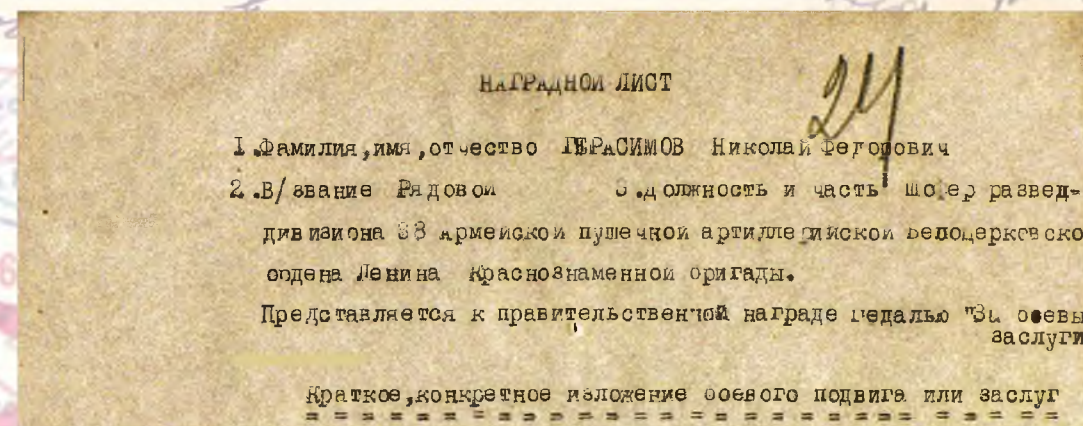 24
НАГРАДНОЙ ЛИСТ
1.Фамилия,имя,отчество ГЕРАСИМОВ Николай Федорович
2.В/звание Рядовой 3.должность и часть шофер развед-
дивизиона 38 Армейской пушечной артиллерийской Белоцерковско
ордена Ленина Краснознаменной бригады.
Представляется к правительственной награде медалью "За боевы
заслуги
Краткое,конкретное изложение боевого подвига или заслуг